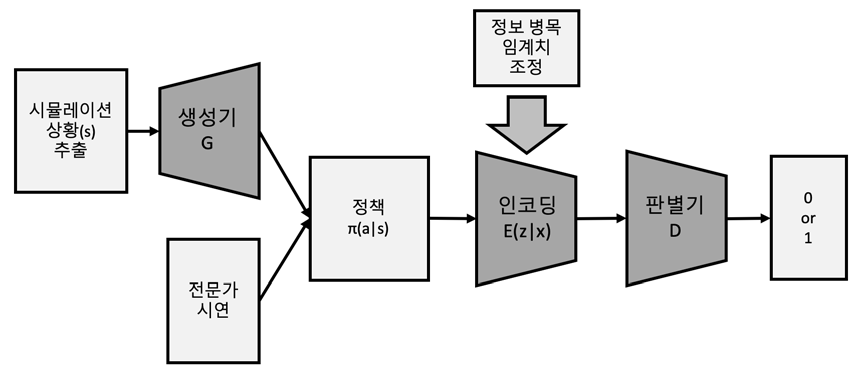 시뮬레이션
상황(s)
추출
생성기
G
전문가
시연
정책
π(a|s)
정보 병목
임계치
조정
인코딩
E(z|x)
판별기
D
0
or
1